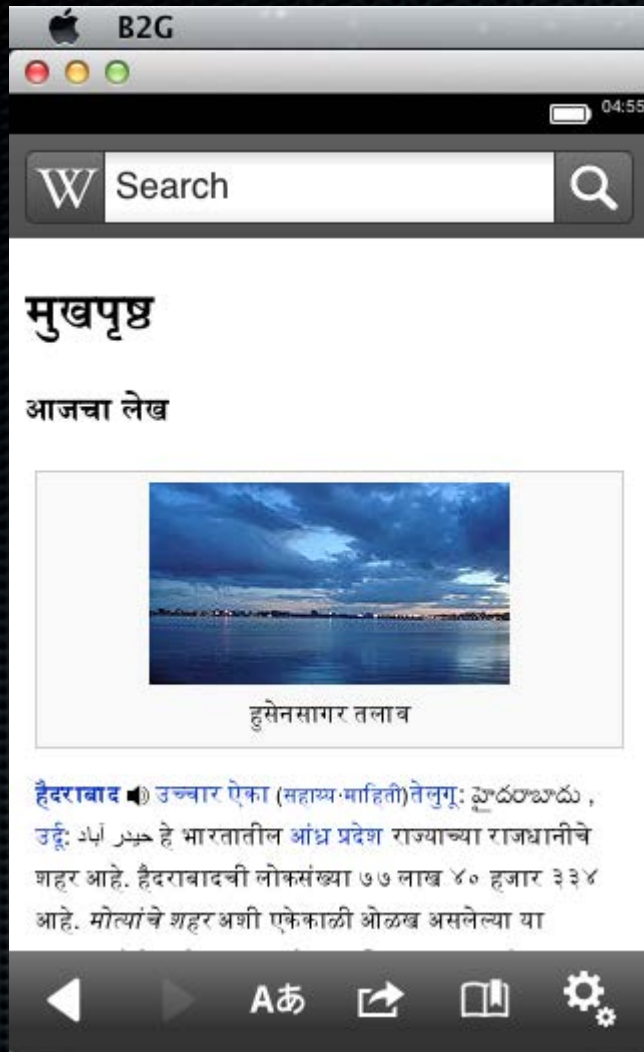 B2G
04:55
W Search
मुखपृष्ठ
आजचा लेख
हुसेनसागर तलाव
हैदराबाद उच्चार ऐका (सहाय्य·माहिती)तेलुगू: హైదరాబాదు ,
उर्दू: حیدر آباد हे भारतातील आंध्र प्रदेश राज्याच्या राजधानीचे
शहर आहे. हैदराबादची लोकसंख्या ७७ लाख ४० हजार ३३४
आहे. मोत्यांचे शहर अशी एकेकाळी ओळख असलेल्या या
Aあ